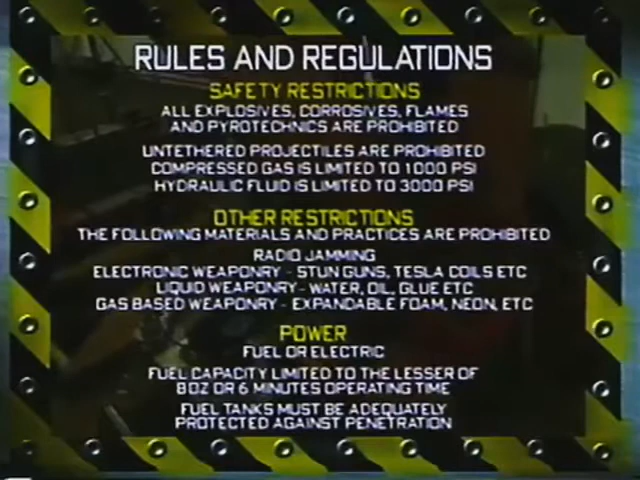 RULES AND REGULATIONS
SAFETY RESTRICTIONS
ALL EXPLOSIVES, CORROSIVES, FLAMES
AND PYROTECHNICS ARE PROHIBITED
UNTETHERED PROJECTILES ARE PROHIBITED
COMPRESSED GAS IS LIMITED TO 1000 PSI
HYDRAULIC FLUID IS LIMITED TO 3000 PSI
OTHER RESTRICTIONS
THE FOLLOWING MATERIALS AND PRACTICES ARE PROHIBITED
RADIO JAMMING
ELECTRONIC WEAPONRY - STUN GUNS, TESLA COILS ETC
LIQUID WEAPONRY - WATER, OIL, GLUE ETC
GAS BASED WEAPONRY - EXPANDABLE FOAM, NEON, ETC
POWER
FUEL OR ELECTRIC
FUEL CAPACITY LIMITED TO THE LESSER OF
8 OZ OR 6 MINUTES OPERATING TIME
FUEL TANKS MUST BE ADEQUATELY
PROTECTED AGAINST PENETRATION